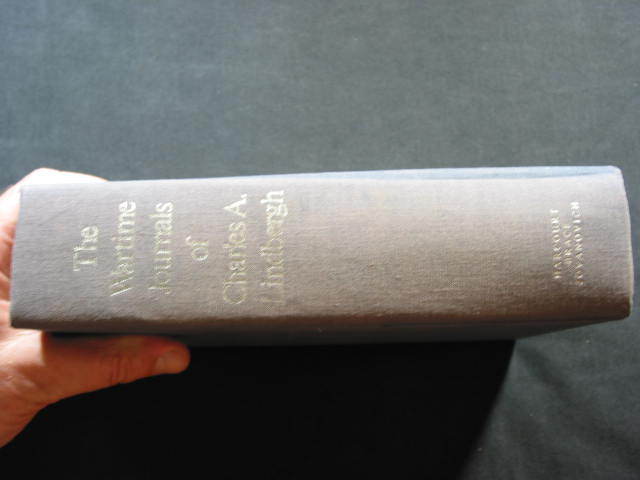 The
Wartime
Journals
of
Charles A.
Lindbergh
HARCOURT
BRACE
JOVANOVICH